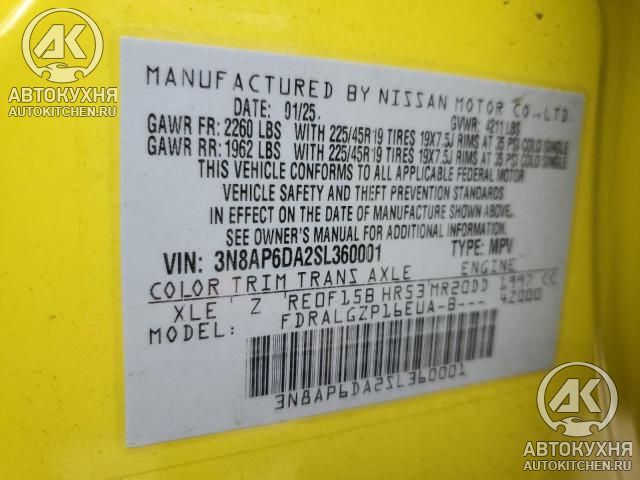 AK
АВТОКУХНЯ
AUTOKITCHEN.RU
MANUFACTURED BY NISSAN MOTOR CO.,LTD.
DATE: 01/25. GVWR: 4211 LBS
GAWR FR: 2260 LBS WITH 225/45R19 TIRES 19X7.5J RIMS AT 35 PSI COLD SINGLE
GAWR RR: 1962 LBS WITH 225/45R19 TIRES 19X7.5J RIMS AT 35 PSI COLD SINGLE
THIS VEHICLE CONFORMS TO ALL APPLICABLE FEDERAL MOTOR
VEHICLE SAFETY AND THEFT PREVENTION STANDARDS
IN EFFECT ON THE DATE OF MANUFACTURE SHOWN ABOVE.
SEE OWNER'S MANUAL FOR ADDITIONAL INFORMATION.
VIN: 3N8AP6DA2SL360001 TYPE: MPV
COLOR TRIM TRANS AXLE ENGINE
XLE Z RE0F15B HR53 MR20DD 1997 CC
MODEL: FDRALGZP16EUA-B--- 42000
3N8AP6DA2SL360001
AK
АВТОКУХНЯ
AUTOKITCHEN.RU